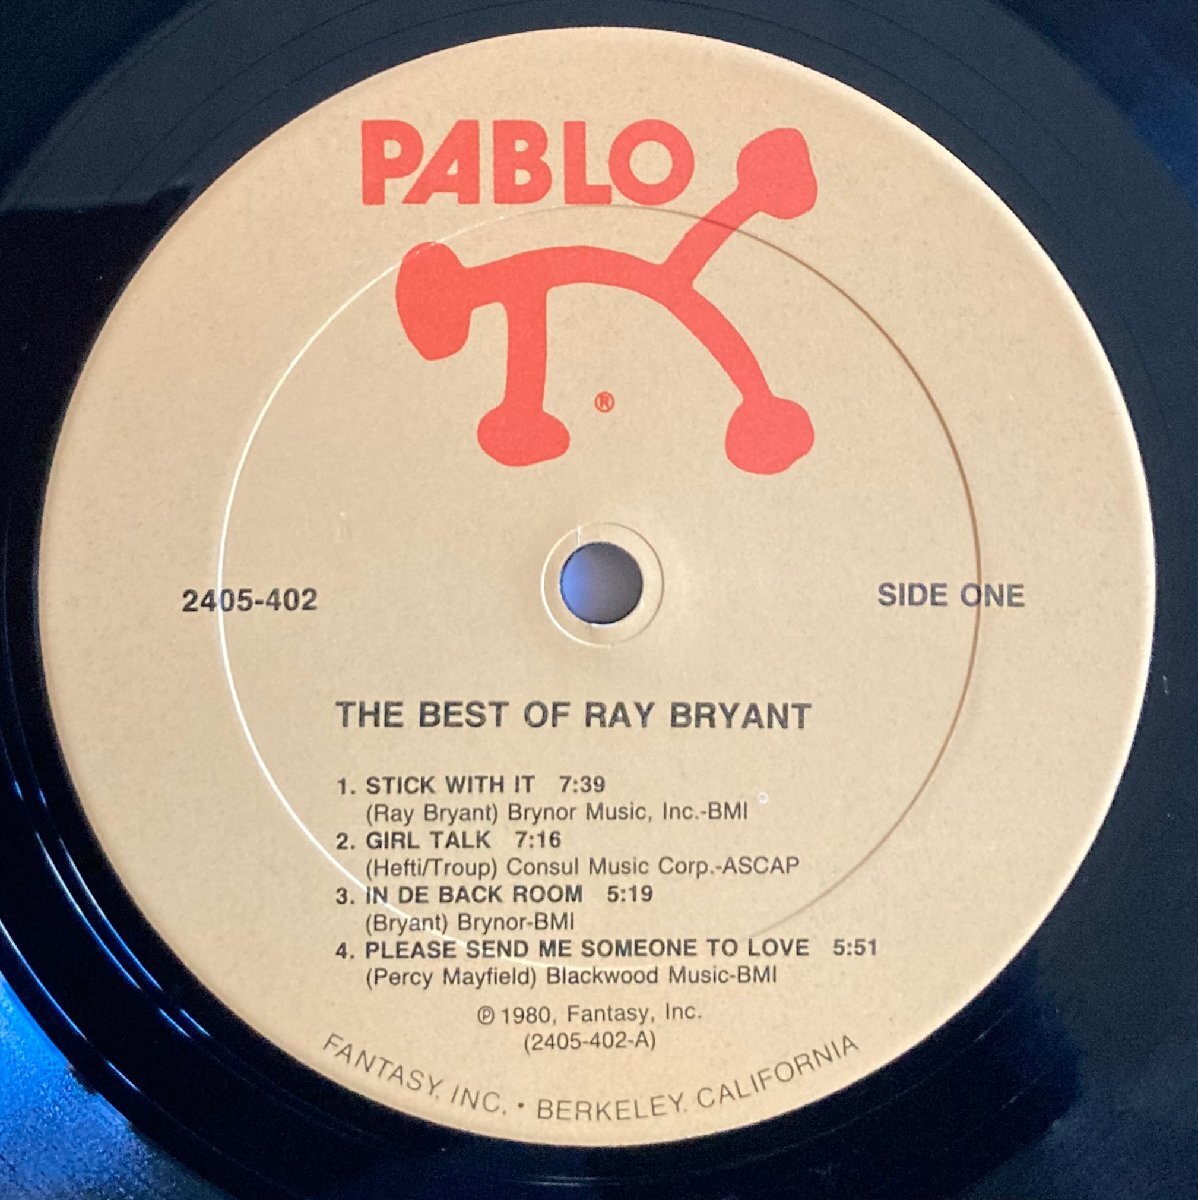 PABLO
®
2405-402
SIDE ONE
THE BEST OF RAY BRYANT
1. STICK WITH IT 7:39
(Ray Bryant) Brynor Music, Inc.-BMI
2. GIRL TALK 7:16
(Hefti/Troup) Consul Music Corp.-ASCAP
3. IN DE BACK ROOM 5:19
(Bryant) Brynor-BMI
4. PLEASE SEND ME SOMEONE TO LOVE 5:51
(Percy Mayfield) Blackwood Music-BMI
℗ 1980, Fantasy, Inc.
(2405-402-A)
FANTASY, INC. • BERKELEY, CALIFORNIA